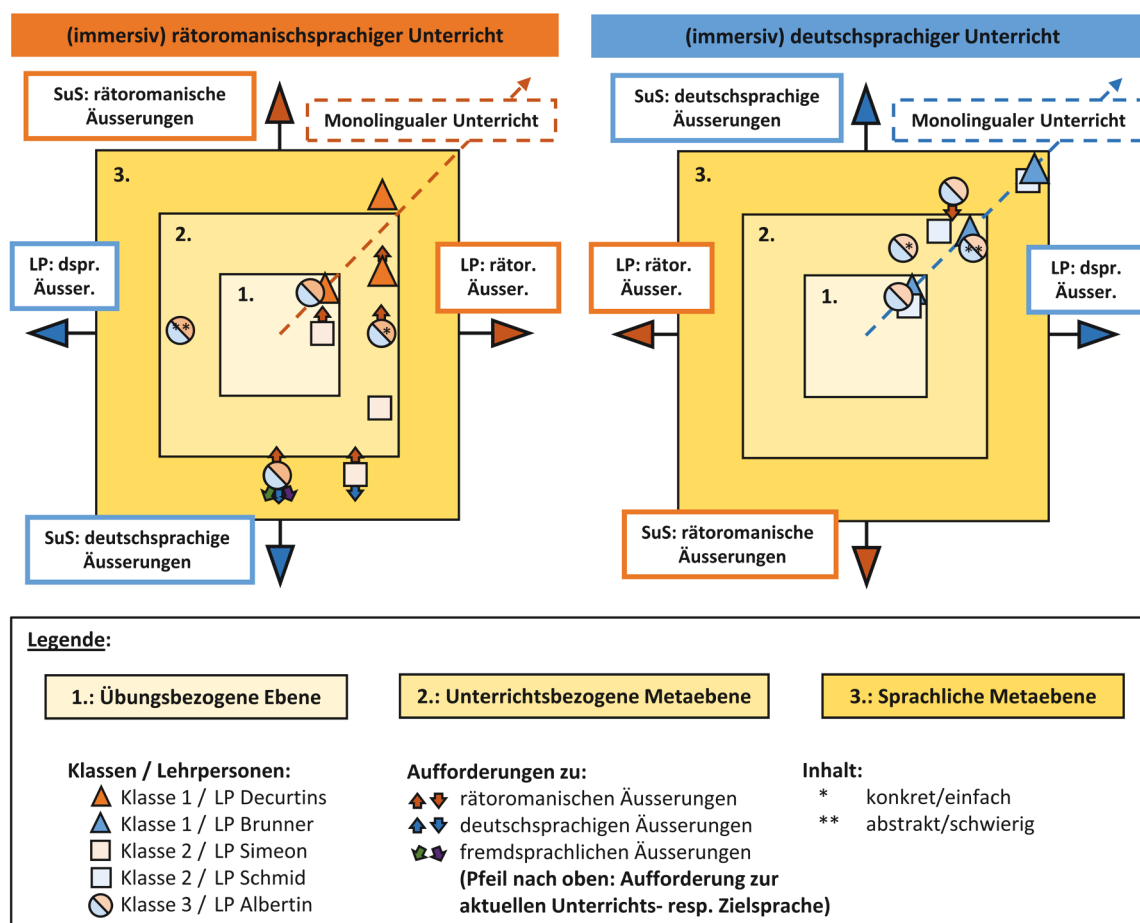 (immersiv) rätoromanischsprachiger Unterricht
SuS: rätoromanische
Äusserungen
Monolingualer Unterricht
3.
2.
1.
LP: dspr.
Äusser.
LP: rätor.
Äusser.
**
*
SuS: deutschsprachige
Äusserungen
(immersiv) deutschsprachiger Unterricht
SuS: deutschsprachige
Äusserungen
Monolingualer Unterricht
3.
2.
1.
LP: rätor.
Äusser.
LP: dspr.
Äusser.
*
**
SuS: rätoromanische
Äusserungen
Legende:
1.: Übungsbezogene Ebene
2.: Unterrichtsbezogene Metaebene
3.: Sprachliche Metaebene
Klassen / Lehrpersonen:
Klasse 1 / LP Decurtins
Klasse 1 / LP Brunner
Klasse 2 / LP Simeon
Klasse 2 / LP Schmid
Klasse 3 / LP Albertin
Aufforderungen zu:
rätoromanischen Äusserungen
deutschsprachigen Äusserungen
fremdsprachlichen Äusserungen
(Pfeil nach oben: Aufforderung zur
aktuellen Unterrichts- resp. Zielsprache)
Inhalt:
* konkret/einfach
** abstrakt/schwierig